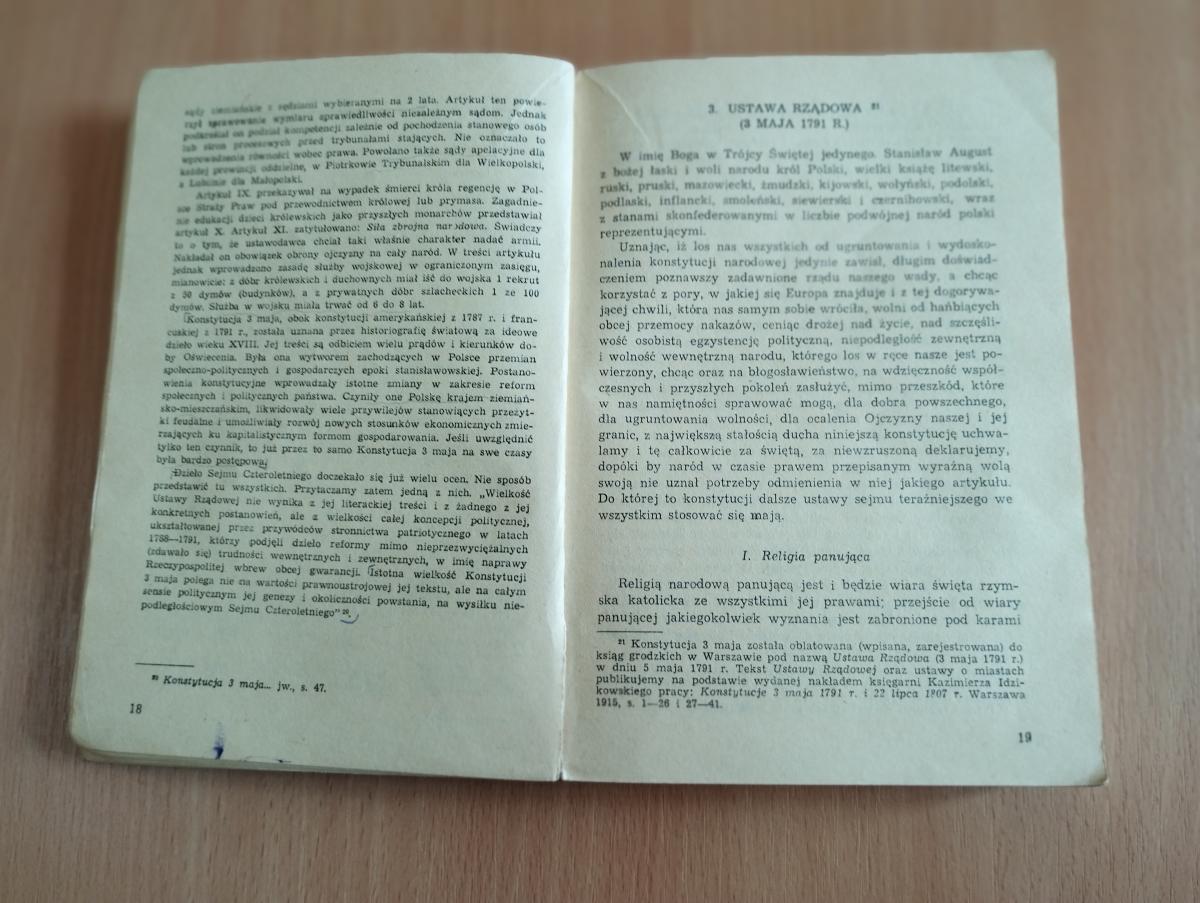 sądy ziemiańskie z sędziami wybieranymi na 2 lata. Artykuł ten powie-
rzył sprawowanie wymiaru sprawiedliwości niezależnym sądom. Jednak
podkreślał on podział kompetencji zależnie od pochodzenia stanowego osób
lub stron procesowych przed trybunałami stających. Nie oznaczało to
wprowadzenia równości wobec prawa. Powołano także sądy apelacyjne dla
każdej prowincji oddzielne, w Piotrkowie Trybunalskim dla Wielkopolski,
a Lublinie dla Małopolski.
Artykuł IX przekazywał na wypadek śmierci króla regencję w Pol-
sce Straży Praw pod przewodnictwem królowej lub prymasa. Zagadnie-
nie edukacji dzieci królewskich jako przyszłych monarchów przedstawiał
artykuł X. Artykuł XI. zatytułowano: Siła zbrojna narodowa. Świadczy
to o tym, że ustawodawca chciał taki właśnie charakter nadać armii.
Nakładał on obowiązek obrony ojczyzny na cały naród. W treści artykułu
jednak wprowadzono zasadę służby wojskowej w ograniczonym zasięgu,
mianowicie: z dóbr królewskich i duchownych miał iść do wojska 1 rekrut
z 50 dymów (budynków), a z prywatnych dóbr szlacheckich 1 ze 100
dymów. Służba w wojsku miała trwać od 6 do 8 lat.
Konstytucja 3 maja, obok konstytucji amerykańskiej z 1787 r. i fran-
cuskiej z 1791 r., została uznana przez historiografię światową za ideowe
dzieło wieku XVIII. Jej treści są odbiciem wielu prądów i kierunków do-
by Oświecenia. Była ona wytworem zachodzących w Polsce przemian
społeczno-politycznych i gospodarczych epoki stanisławowskiej. Postano-
wienia konstytucyjne wprowadzały istotne zmiany w zakresie reform
społecznych i politycznych państwa. Czyniły one Polskę krajem ziemiań-
sko-mieszczańskim, likwidowały wiele przywilejów stanowiących przeżyt-
ki feudalne i umożliwiały rozwój nowych stosunków ekonomicznych zmie-
rzających ku kapitalistycznym formom gospodarowania. Jeśli uwzględnić
tylko ten czynnik, to już przez to samo Konstytucja 3 maja na swe czasy
była bardzo postępowa.
Dzieło Sejmu Czteroletniego doczekało się już wielu ocen. Nie sposób
przedstawić tu wszystkich. Przytaczamy zatem jedną z nich. „Wielkość
Ustawy Rządowej nie wynika z jej literackiej treści i z żadnego z jej
konkretnych postanowień, ale z wielkości całej koncepcji politycznej,
ukształtowanej przez przywódców stronnictwa patriotycznego w latach
1788—1791, którzy podjęli dzieło reformy mimo nieprzezwyciężalnych
(zdawało się) trudności wewnętrznych i zewnętrznych, w imię naprawy
Rzeczypospolitej wbrew obcej gwarancji. Istotna wielkość Konstytucji
3 maja polega nie na wartości prawnoustrojowej jej tekstu, ale na całym
sensie politycznym jej genezy i okoliczności powstania, na wysiłku nie-
podległościowym Sejmu Czteroletniego” 20.
20 Konstytucja 3 maja... jw., s. 47.
18
3. USTAWA RZĄDOWA 21
(3 MAJA 1791 R.)
W imię Boga w Trójcy Świętej jedynego. Stanisław August
z bożej łaski i woli narodu król Polski, wielki książę litewski,
ruski, pruski, mazowiecki, żmudzki, kijowski, wołyński, podolski,
podlaski, inflancki, smoleński, siewierski i czernihowski, wraz
z stanami skonfederowanymi w liczbie podwójnej naród polski
reprezentującymi.
Uznając, iż los nas wszystkich od ugruntowania i wydosko-
nalenia konstytucji narodowej jedynie zawisł, długim doświad-
czeniem poznawszy zadawnione rządu naszego wady, a chcąc
korzystać z pory, w jakiej się Europa znajduje i z tej dogorywa-
jącej chwili, która nas samym sobie wróciła, wolni od hańbiących
obcej przemocy nakazów, ceniąc drożej nad życie, nad szczęśli-
wość osobistą egzystencję polityczną, niepodległość zewnętrzną
i wolność wewnętrzną narodu, którego los w ręce nasze jest po-
wierzony, chcąc oraz na błogosławieństwo, na wdzięczność współ-
czesnych i przyszłych pokoleń zasłużyć, mimo przeszkód, które
w nas namiętności sprawować mogą, dla dobra powszechnego,
dla ugruntowania wolności, dla ocalenia Ojczyzny naszej i jej
granic, z największą stałością ducha niniejszą konstytucję uchwa-
lamy i tę całkowicie za świętą, za niewzruszoną deklarujemy,
dopóki by naród w czasie prawem przepisanym wyraźną wolą
swoją nie uznał potrzeby odmienienia w niej jakiego artykułu.
Do której to konstytucji dalsze ustawy sejmu teraźniejszego we
wszystkim stosować się mają.
I. Religia panująca
Religią narodową panującą jest i będzie wiara święta rzym-
ska katolicka ze wszystkimi jej prawami; przejście od wiary
panującej jakiegokolwiek wyznania jest zabronione pod karami
21 Konstytucja 3 maja została oblatowana (wpisana, zarejestrowana) do
ksiąg grodzkich w Warszawie pod nazwą Ustawa Rządowa (3 maja 1791 r.)
w dniu 5 maja 1791 r. Tekst Ustawy Rządowej oraz ustawy o miastach
publikujemy na podstawie wydanej nakładem księgarni Kazimierza Idzi-
kowskiego pracy: Konstytucje 3 maja 1791 r. i 22 lipca 1807 r. Warszawa
1915, s. 1—26 i 27—41.
19